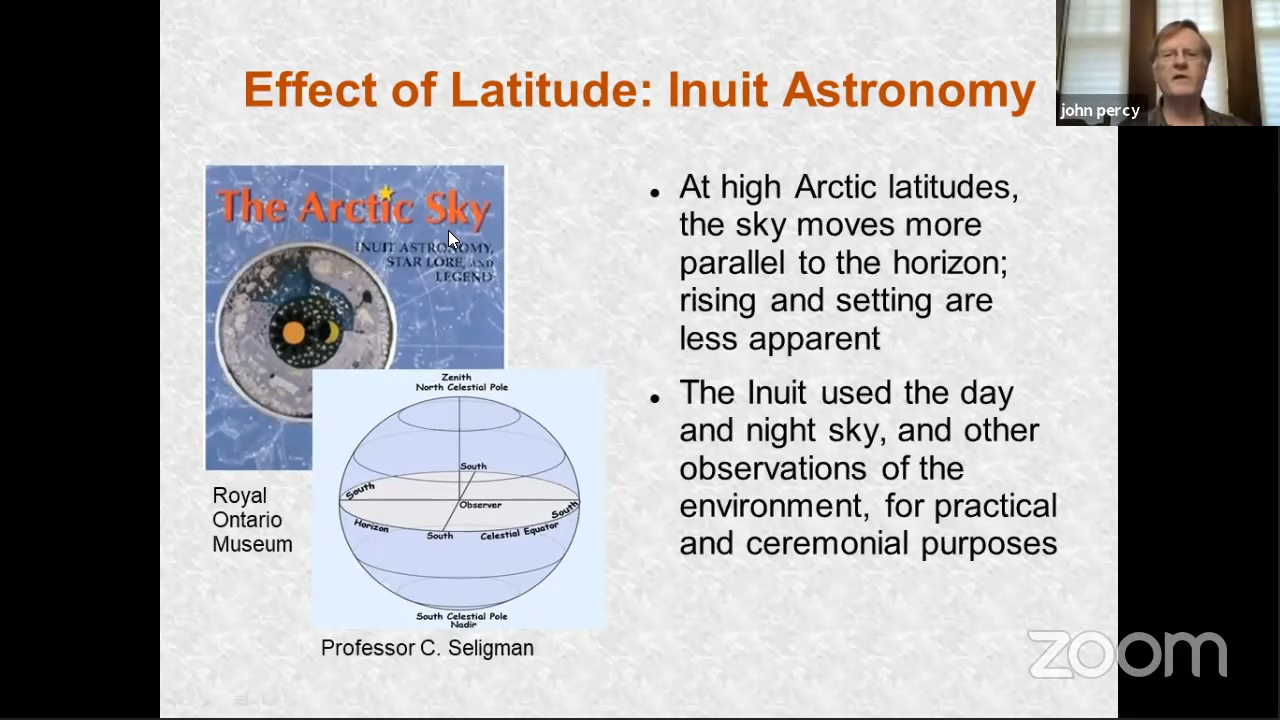 Effect of Latitude: Inuit Astronomy
john percy
The Arctic Sky
INUIT ASTRONOMY,
STAR LORE, AND
LEGEND
Royal
Ontario
Museum
Zenith
North Celestial Pole
South
South
Observer
South
Horizon
South
Celestial Equator
South Celestial Pole
Nadir
Professor C. Seligman
• At high Arctic latitudes,
the sky moves more
parallel to the horizon;
rising and setting are
less apparent
• The Inuit used the day
and night sky, and other
observations of the
environment, for practical
and ceremonial purposes
zoom